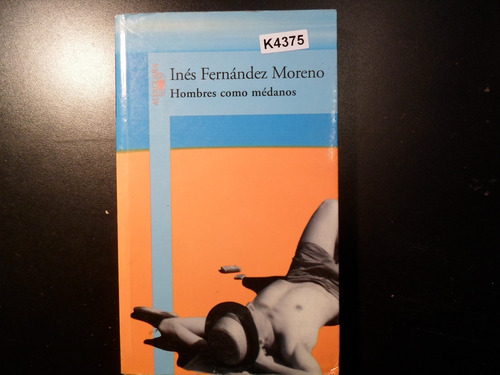 K4375
Inés Fernández Moreno
Hombres como médanos